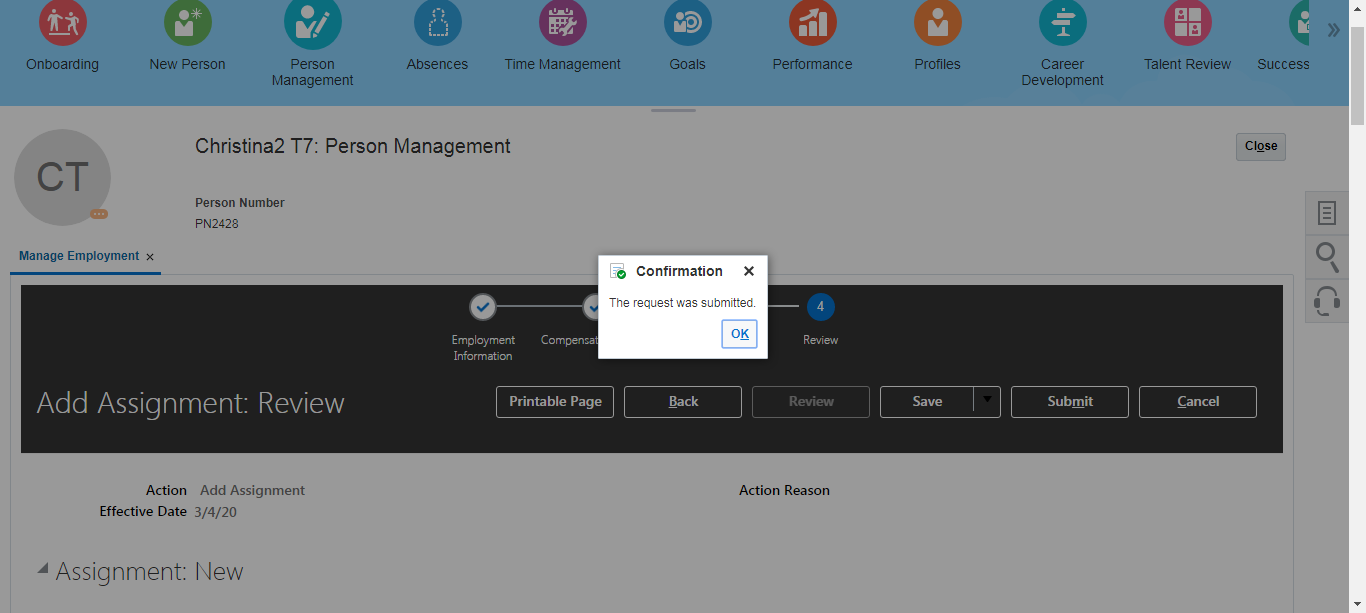 Onboarding
New Person
Person
Management
Absences
Time Management
Goals
Performance
Profiles
Career
Development
Talent Review
Success
CT
Christina2 T7: Person Management
Close
Person Number
PN2428
Manage Employment
Confirmation
The request was submitted.
OK
Employment
Information
Compensat
4
Review
Add Assignment: Review
Printable Page
Back
Review
Save
Submit
Cancel
Action Add Assignment
Action Reason
Effective Date 3/4/20
Assignment: New